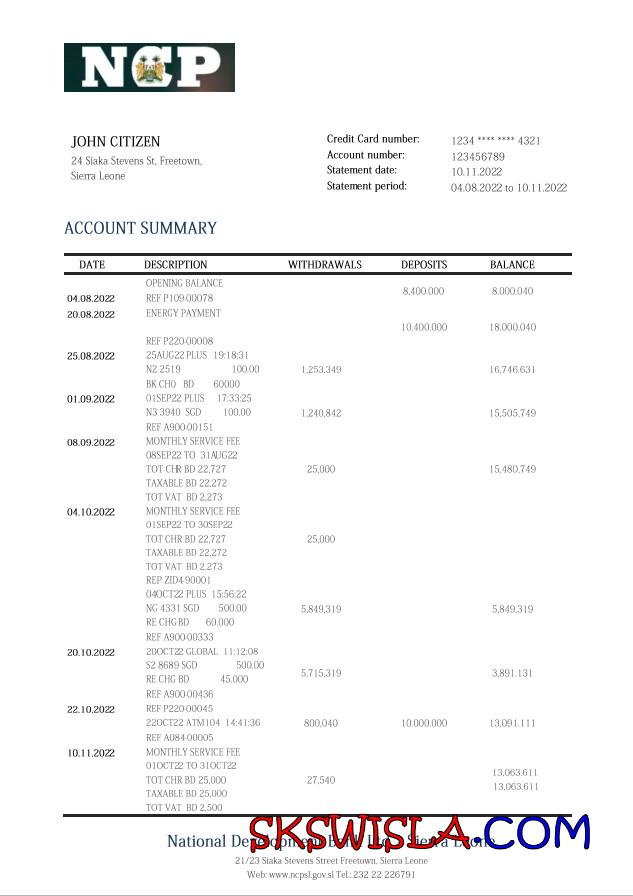 NCP
JOHN CITIZEN
24 Siaka Stevens St, Freetown,
Sierra Leone
Credit Card number: 1234 **** **** 4321
Account number: 123456789
Statement date: 10.11.2022
Statement period: 04.08.2022 to 10.11.2022
ACCOUNT SUMMARY
DATE DESCRIPTION WITHDRAWALS DEPOSITS BALANCE
OPENING BALANCE
8.400.000 8.000.040
04.08.2022 REF P109-00078
20.08.2022 ENERGY PAYMENT
10.400.000 18.000.040
REF P220-00008
25.08.2022 25AUG22 PLUS 19:18:31
N2 2519 100.00 1,253,349 16,746.631
BK CHO BD 60000
01.09.2022 01SEP22 PLUS 17:33:25
N3 3940 SGD 100.00 1,240,842 15,505,749
REF A900-00151
08.09.2022 MONTHLY SERVICE FEE
08SEP22 TO 31AUG22
TOT CHR BD 22,727 25,000 15,480,749
TAXABLE BD 22,272
TOT VAT BD 2,273
04.10.2022 MONTHLY SERVICE FEE
01SEP22 TO 30SEP22
TOT CHR BD 22,727 25,000
TAXABLE BD 22,272
TOT VAT BD 2,273
REP ZID4-90001
04OCT22 PLUS 15:56:22
NG 4331 SGD 500.00 5,849,319 5,849,319
RE CHG BD 60.000
REF A900-00333
20.10.2022 20OCT22 GLOBAL 11:12:08
S2 8689 SGD 500.00
5,715,319 3,891.131
RE CHG BD 45.000
REF A900-00436
22.10.2022 REF P220-00045
22OCT22 ATM104 14:41:36 800,040 10.000.000 13,091.111
REF A084-00005
10.11.2022 MONTHLY SERVICE FEE
01OCT22 TO 31OCT22
13,063.611
TOT CHR BD 25,000 27,540
13,063.611
TAXABLE BD 25,000
TOT VAT BD 2,500
National Development Bank Ltd - Sierra Leone
SKSWISLA.COM
21/23 Siaka Stevens Street Freetown, Sierra Leone
Web: www.ncpsl.gov.sl Tel.: 232 22 226791